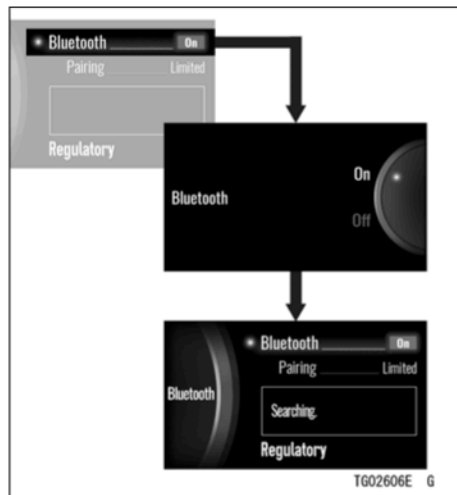 Bluetooth On
Pairing Limited
Regulatory
Bluetooth
On
Off
Bluetooth
Bluetooth On
Pairing Limited
Searching.
Regulatory
TG02606E G